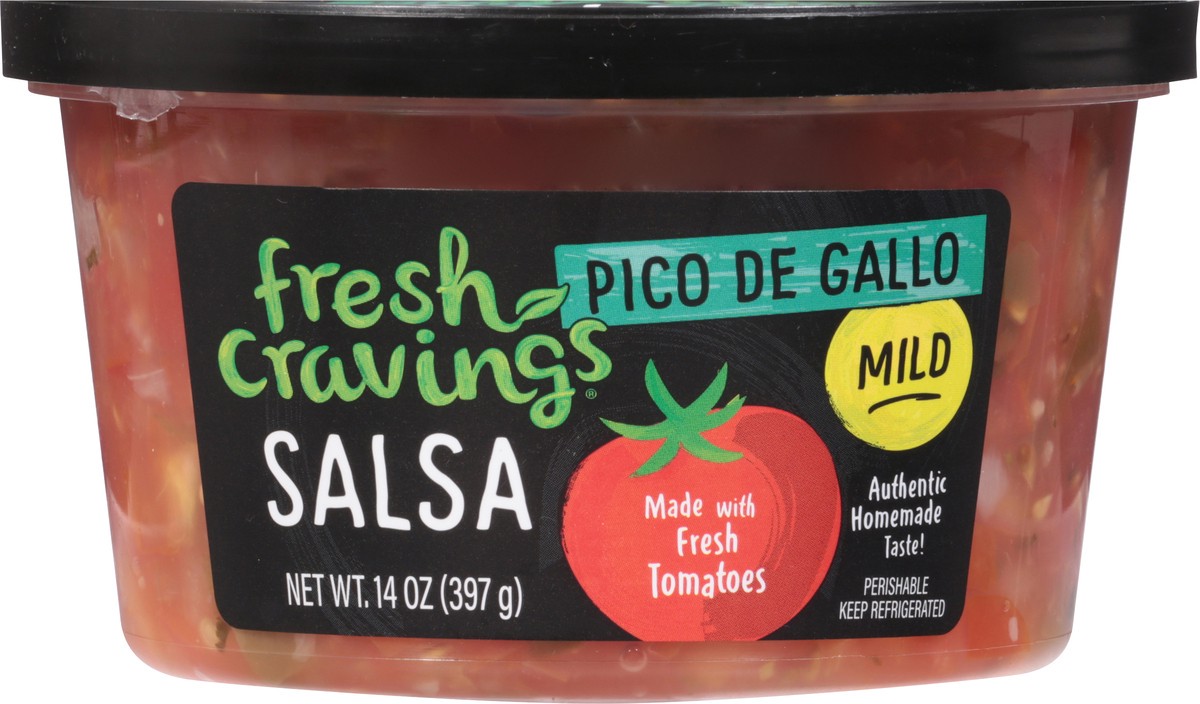 fresh
cravings®
SALSA
NET WT. 14 OZ (397 g)
PICO DE GALLO
MILD
Made with
Fresh
Tomatoes
Authentic
Homemade
Taste!
PERISHABLE
KEEP REFRIGERATED